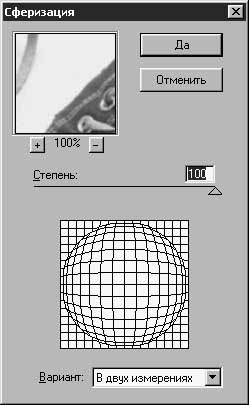 Сферизация
Да
Отменить
+ 100% −
Степень: 100
Вариант: В двух измерениях